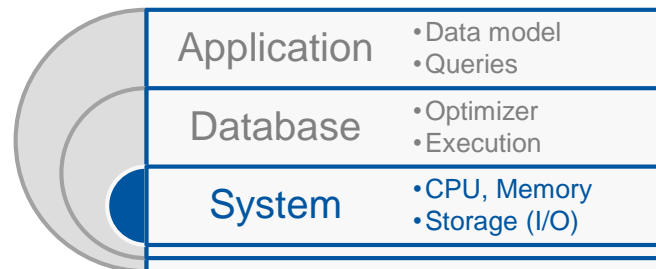 Application
•Data model
•Queries
Database
•Optimizer
•Execution
System
•CPU, Memory
•Storage (I/O)